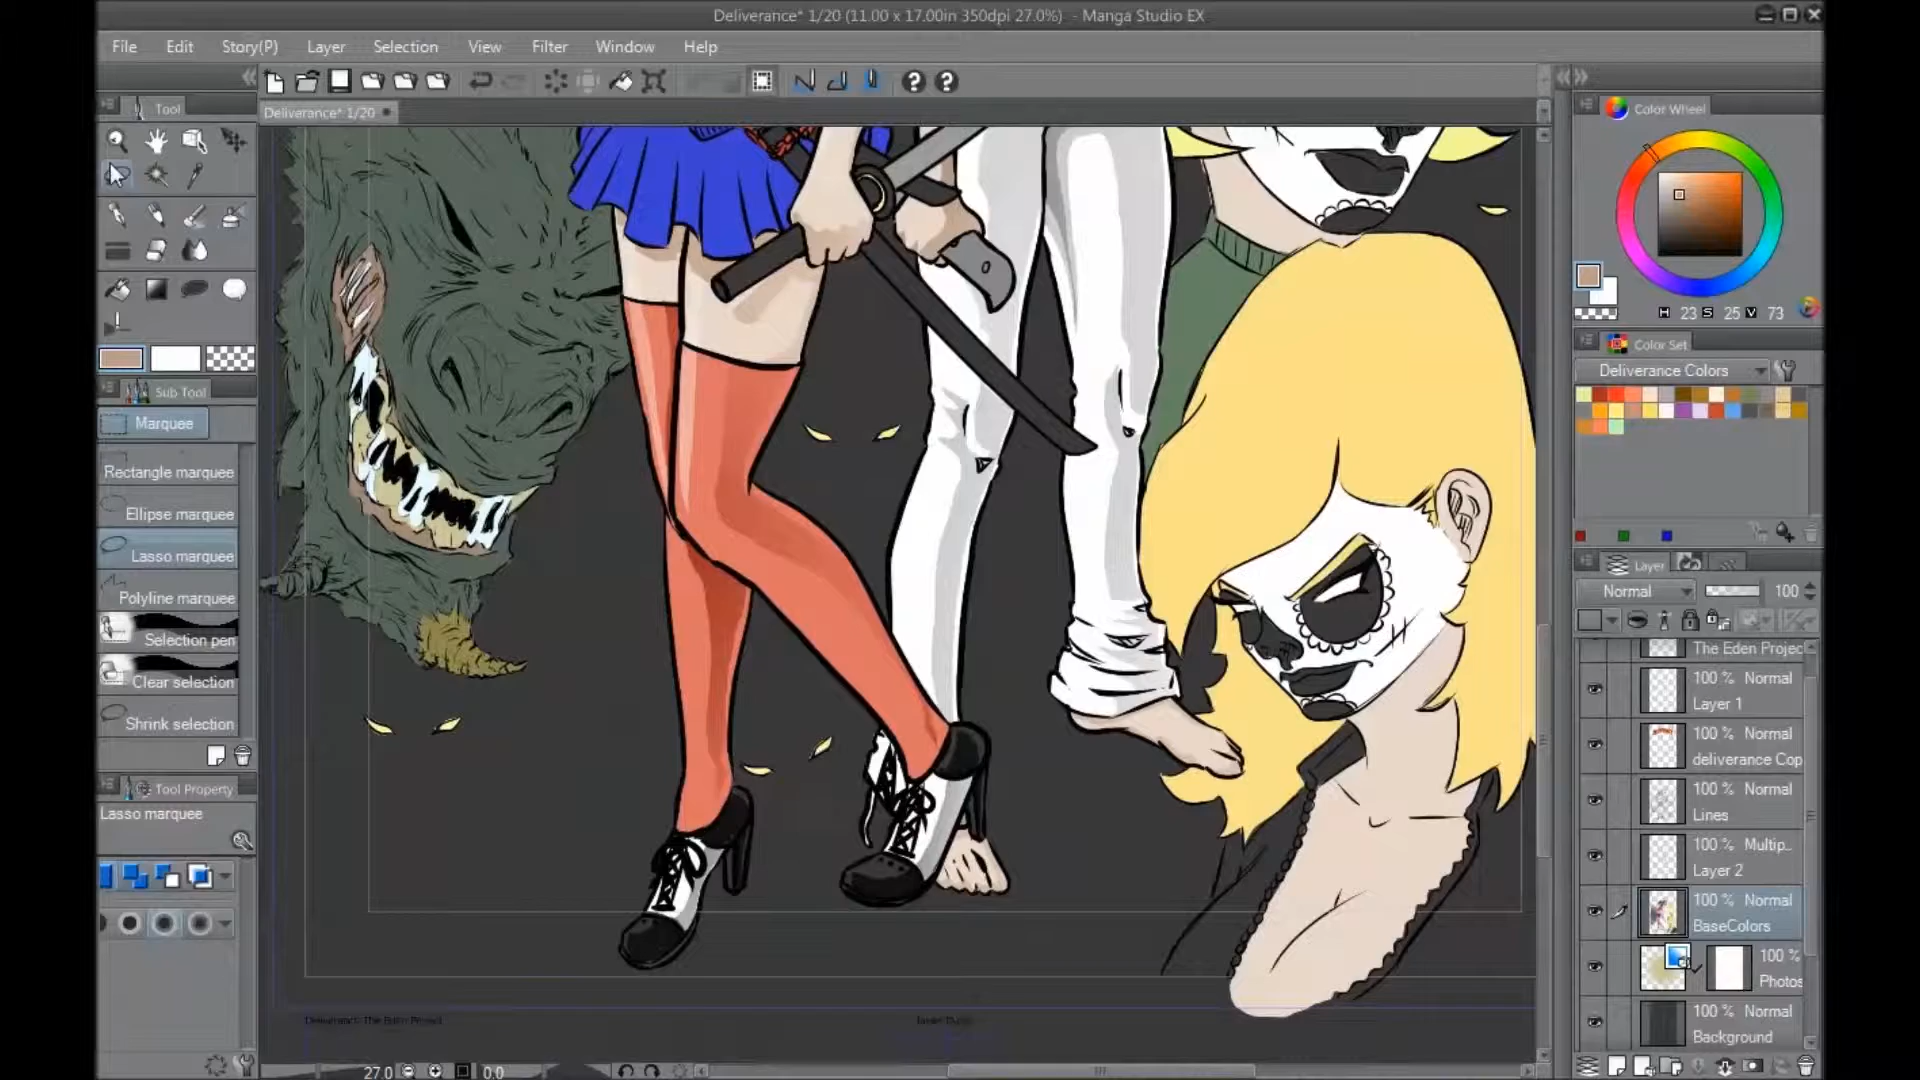 Deliverance* 1/20 (11.00 x 17.00in 350dpi 27.0%) - Manga Studio EX
File Edit Story(P) Layer Selection View Filter Window Help
Tool
Deliverance* 1/20
Color Wheel
H 23 S 25 V 73
Color Set
Deliverance Colors
Sub Tool
Marquee
Rectangle marquee
Ellipse marquee
Lasso marquee
Polyline marquee
Selection pen
Clear selection
Shrink selection
Tool Property
Lasso marquee
Layer
Normal 100
The Eden Projec
100 % Normal
Layer 1
100 % Normal
deliverance Cop
100 % Normal
Lines
100 % Multip..
Layer 2
100 % Normal
BaseColors
100 %
Photos
100 % Normal
Background
Deliverance: The Eden Project
27.0 0.0